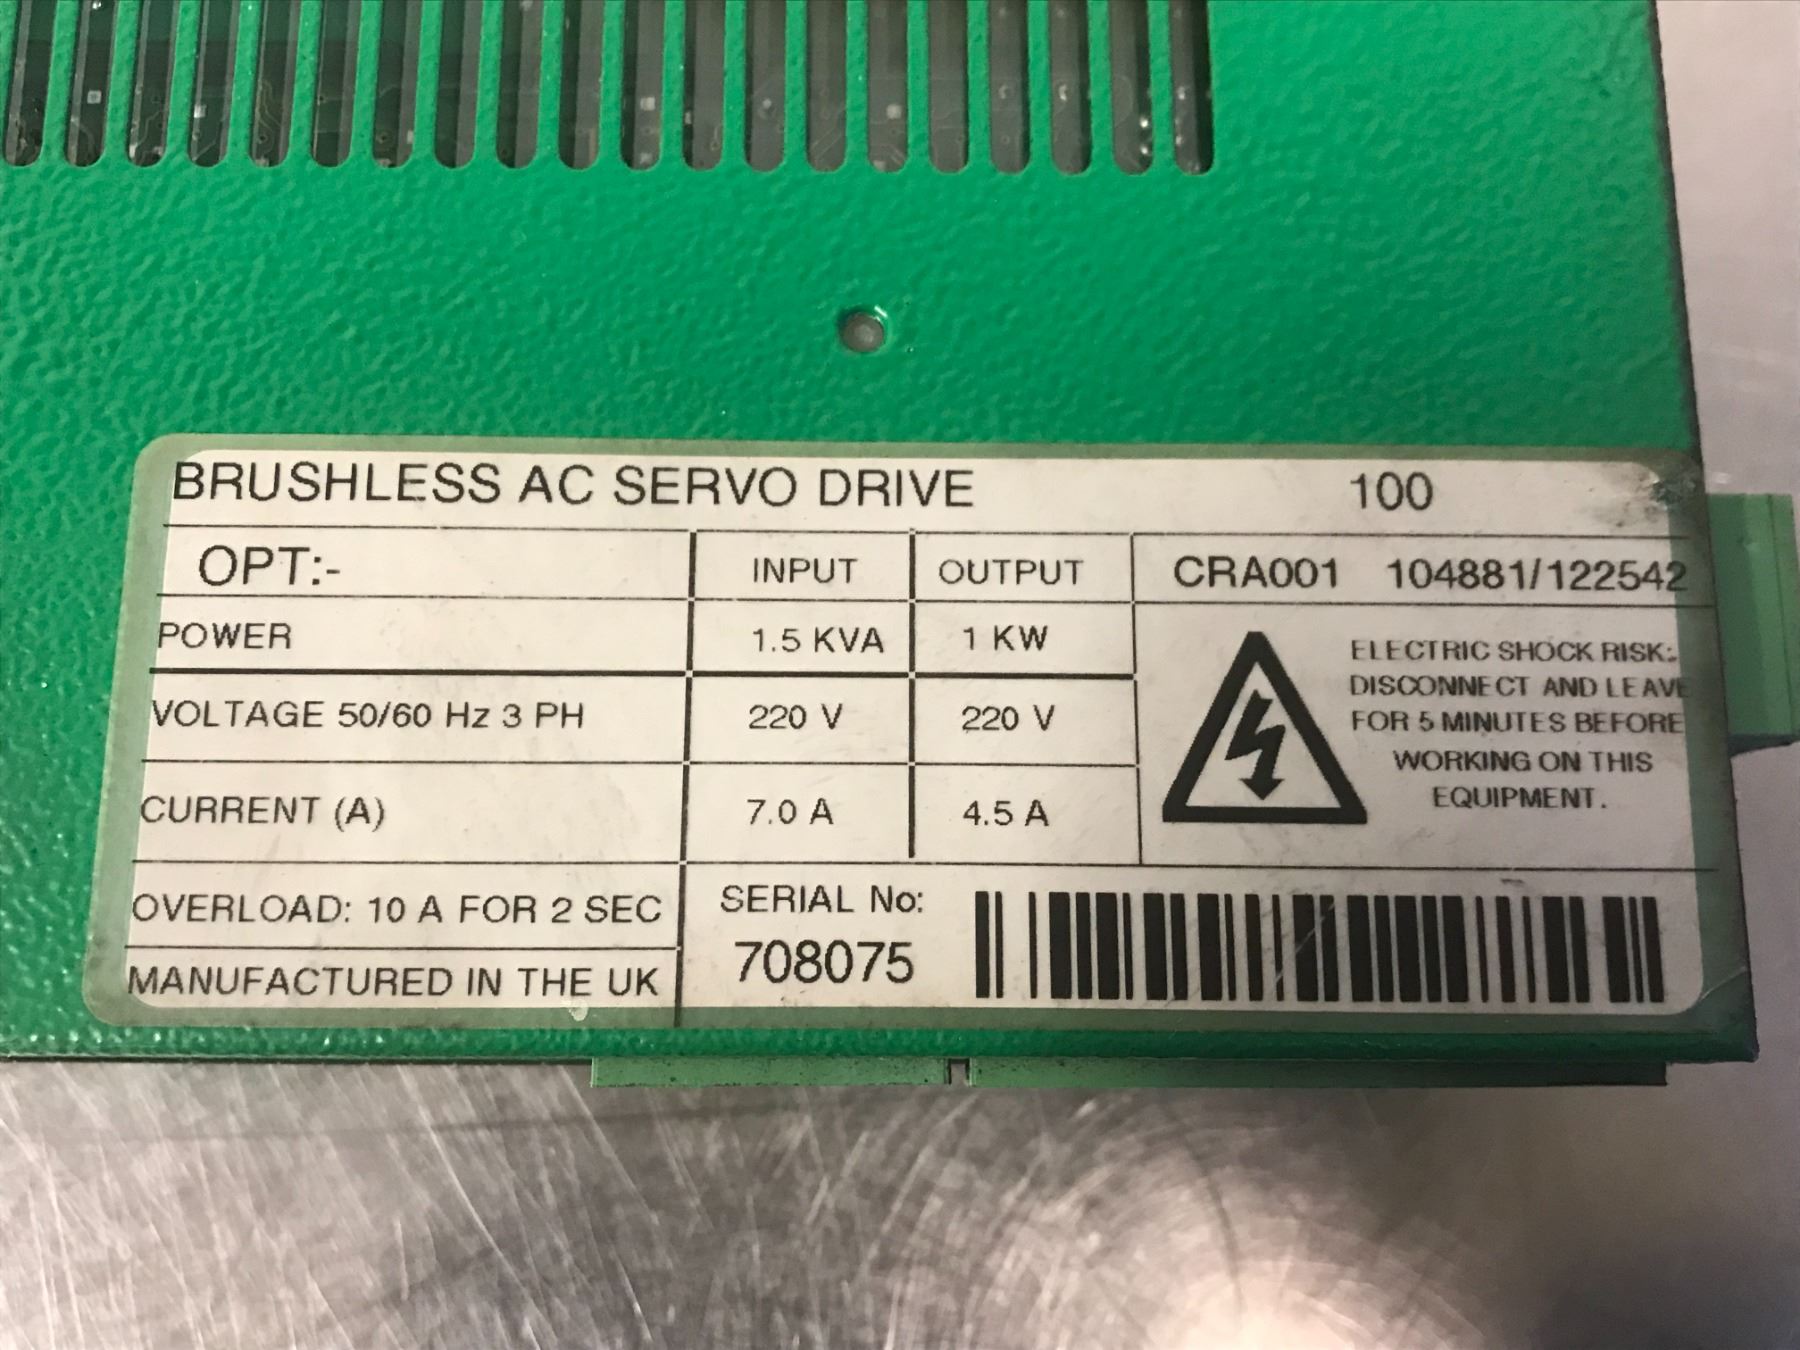 BRUSHLESS AC SERVO DRIVE 100
OPT:- INPUT OUTPUT CRA001 104881/122542
POWER 1.5 KVA 1 KW
VOLTAGE 50/60 Hz 3 PH 220 V 220 V
CURRENT (A) 7.0 A 4.5 A
ELECTRIC SHOCK RISK:
DISCONNECT AND LEAVE
FOR 5 MINUTES BEFORE
WORKING ON THIS
EQUIPMENT.
OVERLOAD: 10 A FOR 2 SEC
MANUFACTURED IN THE UK
SERIAL No:
708075